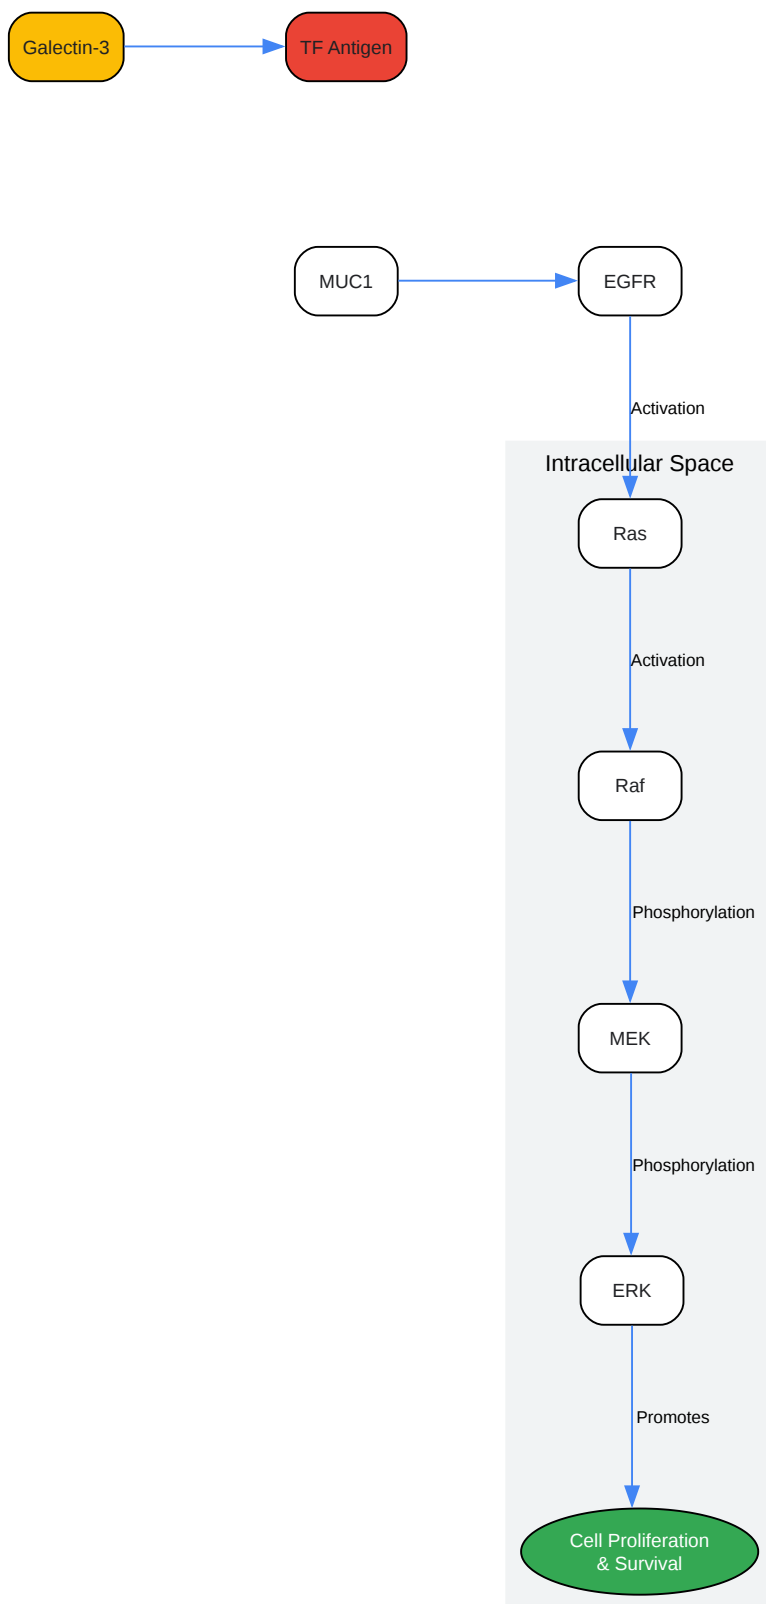 Galectin-3
TF Antigen
MUC1
EGFR
Activation
Intracellular Space
Ras
Activation
Raf
Phosphorylation
MEK
Phosphorylation
ERK
Promotes
Cell Proliferation
& Survival